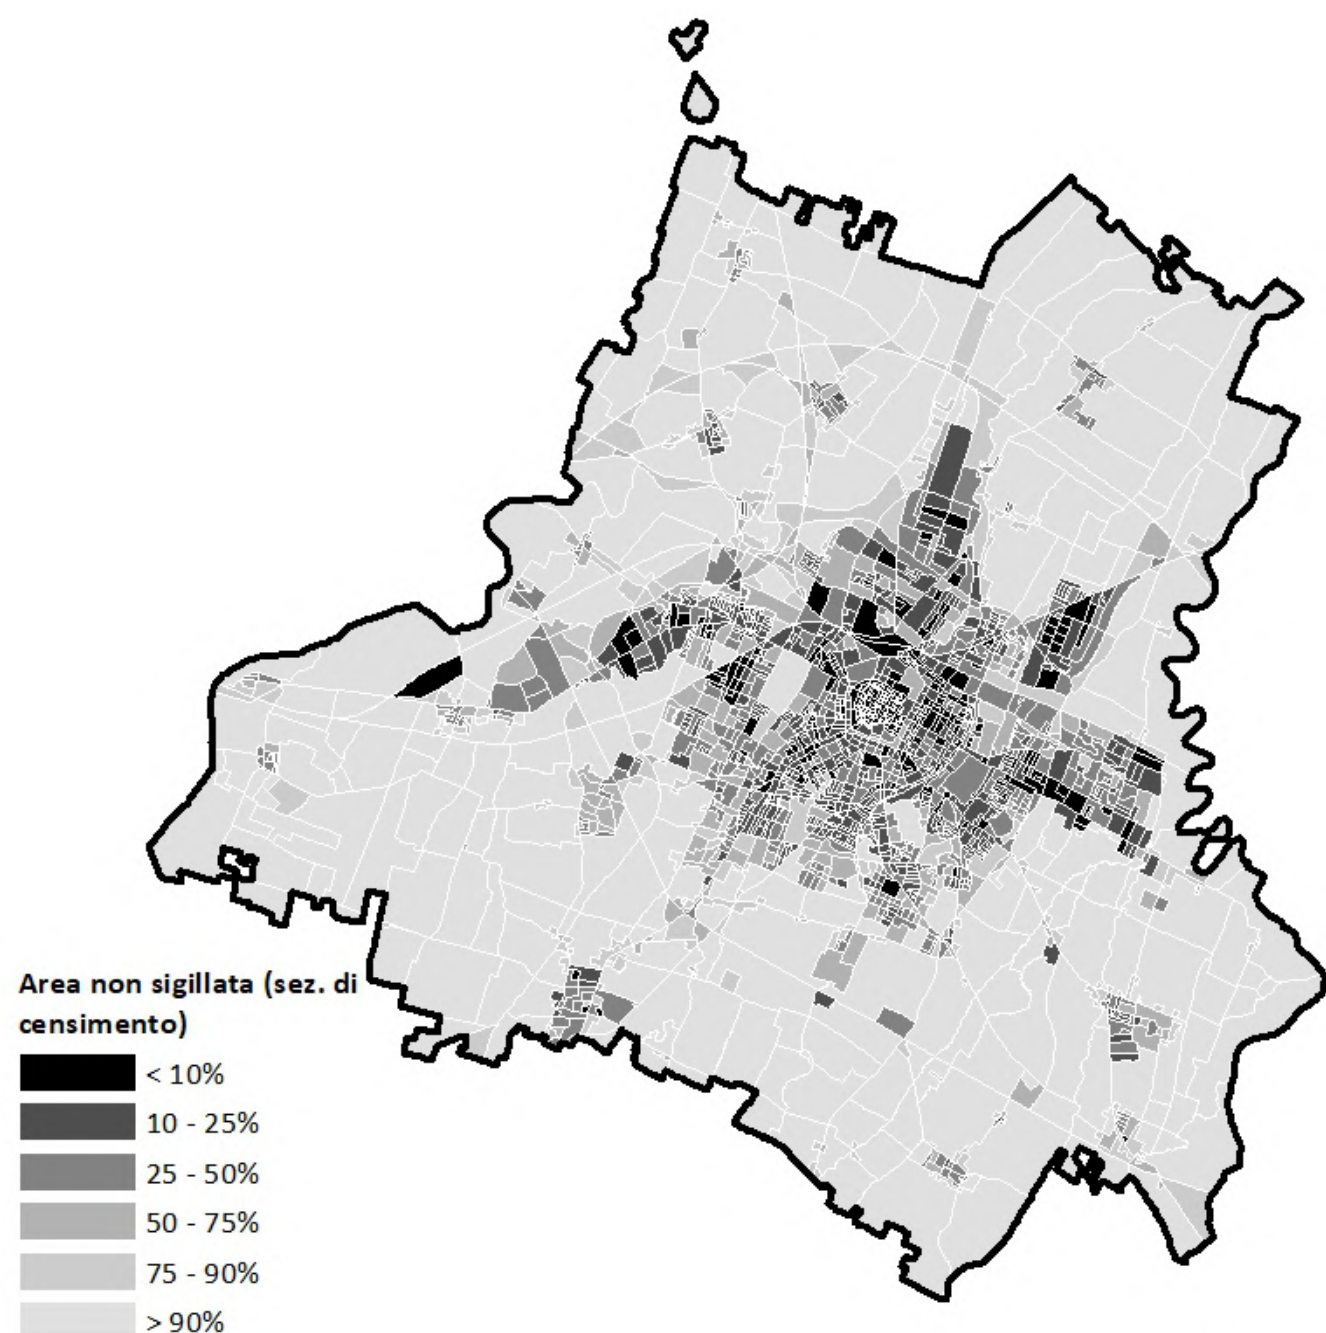 Area non sigillata (sez. di
censimento)
< 10%
10 - 25%
25 - 50%
50 - 75%
75 - 90%
> 90%